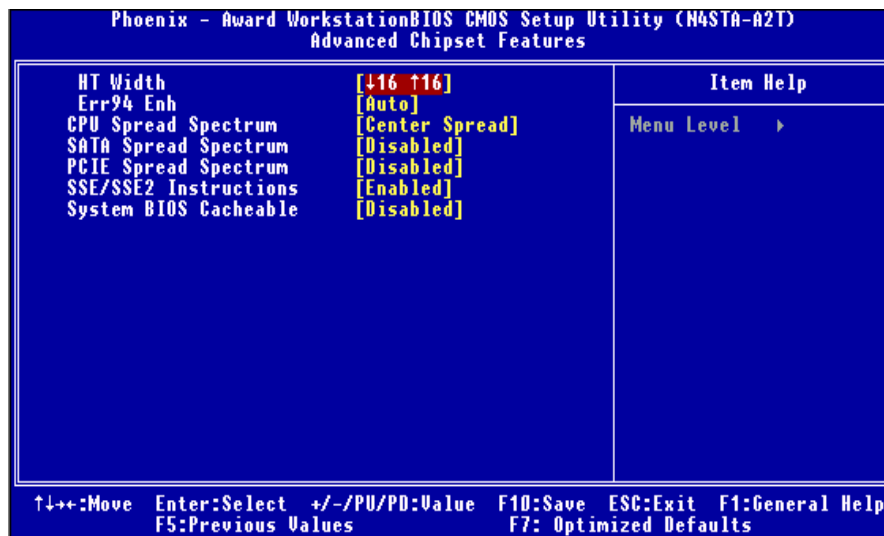 Phoenix - Award WorkstationBIOS CMOS Setup Utility (N4STA-A2T)
Advanced Chipset Features
HT Width [↓16 ↑16]
Err94 Enh [Auto]
CPU Spread Spectrum [Center Spread]
SATA Spread Spectrum [Disabled]
PCIE Spread Spectrum [Disabled]
SSE/SSE2 Instructions [Enabled]
System BIOS Cacheable [Disabled]
Item Help
Menu Level ►
↑↓→←:Move Enter:Select +/-/PU/PD:Value F10:Save ESC:Exit F1:General Help
F5:Previous Values F7: Optimized Defaults